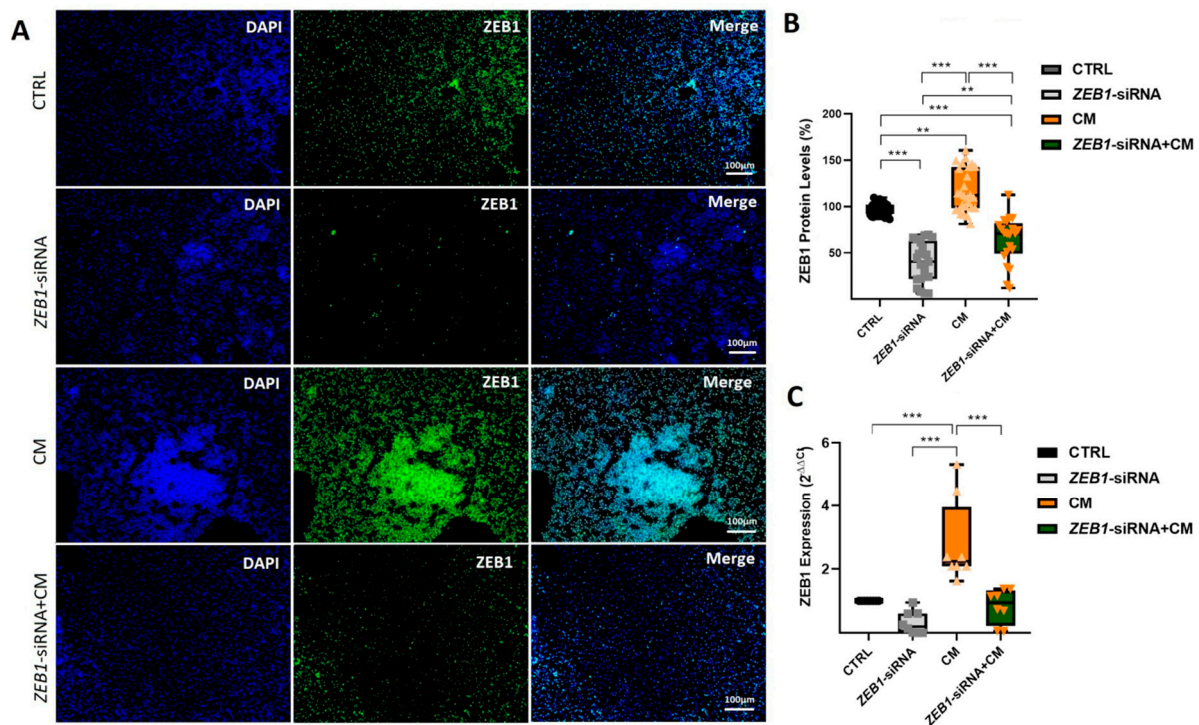 A
CTRL
DAPI
ZEB1
Merge
100µm
ZEB1-siRNA
DAPI
ZEB1
Merge
100µm
CM
DAPI
ZEB1
Merge
100µm
ZEB1-siRNA+CM
DAPI
ZEB1
Merge
100µm
B
ZEB1 Protein Levels (%)
200
150
100
50
*** ***
**
***
**
***
CTRL
ZEB1-siRNA
CM
ZEB1-siRNA+CM
CTRL
ZEB1-siRNA
CM
ZEB1-siRNA+CM
C
ZEB1 Expression (2^-ΔΔC)
6
4
2
*** ***
***
CTRL
ZEB1-siRNA
CM
ZEB1-siRNA+CM
CTRL
ZEB1-siRNA
CM
ZEB1-siRNA+CM